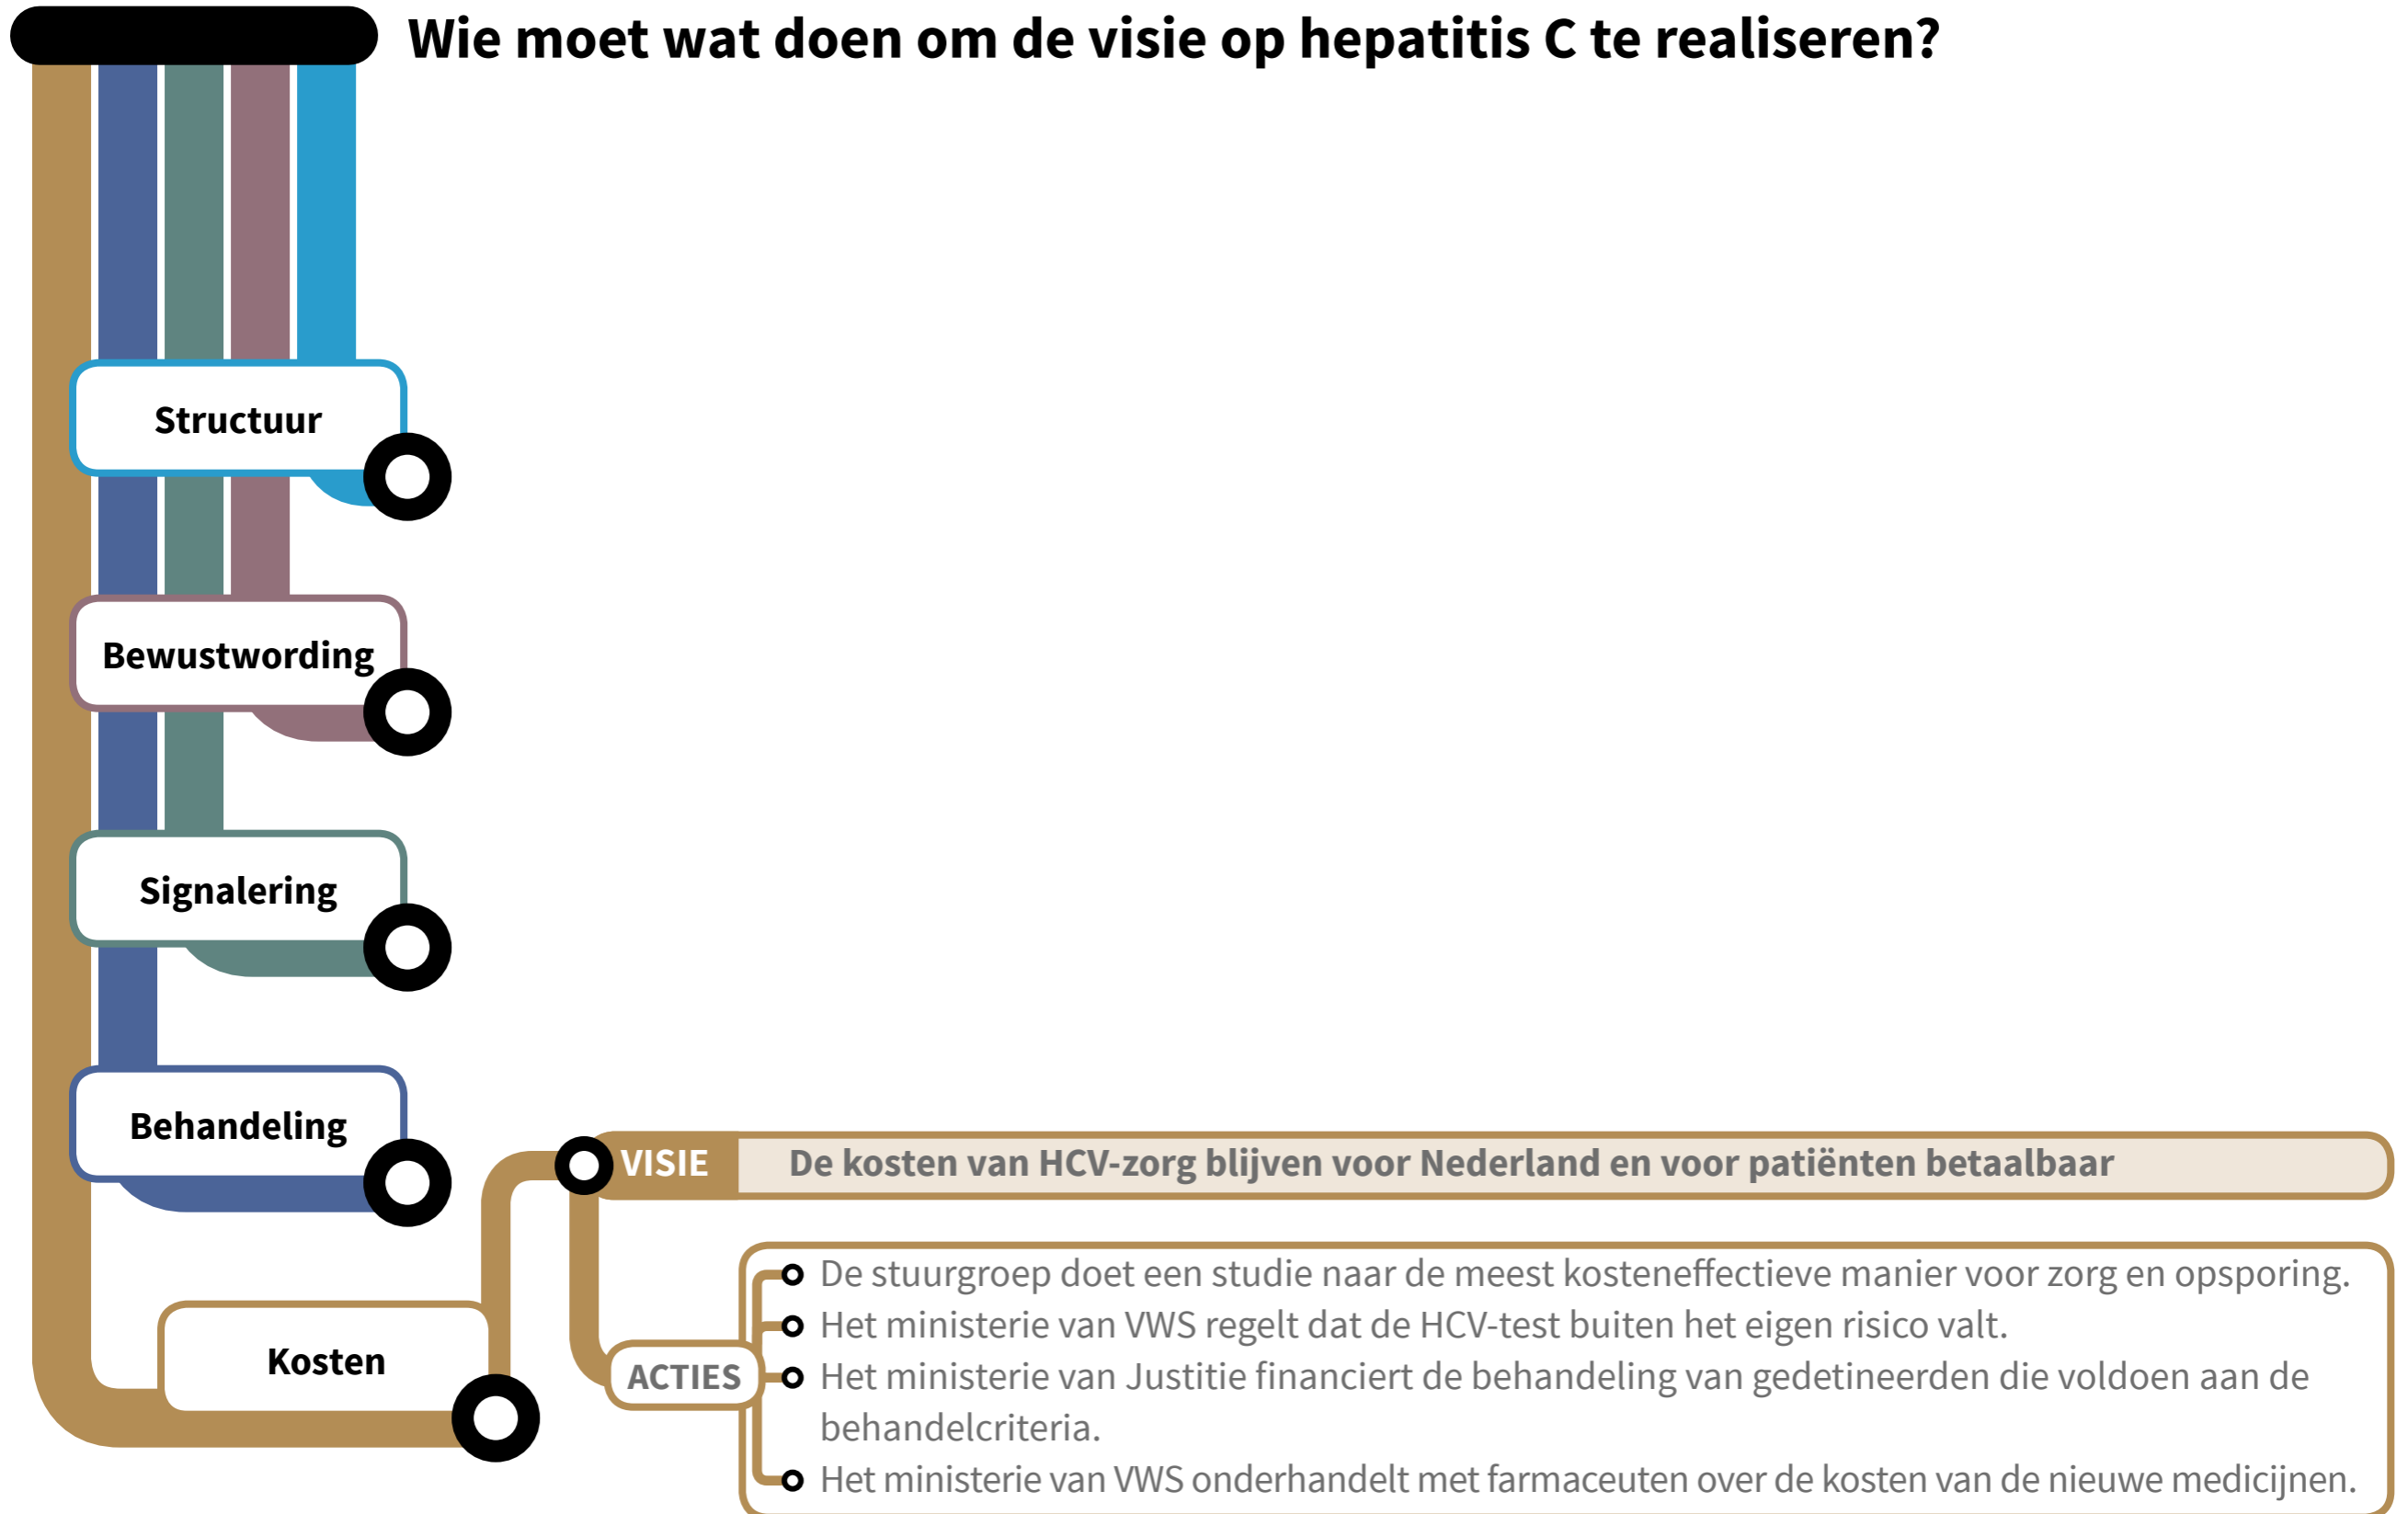 Wie moet wat doen om de visie op hepatitis C te realiseren?
Structuur
Bewustwording
Signalering
Behandeling
Kosten
VISIE
De kosten van HCV-zorg blijven voor Nederland en voor patiënten betaalbaar
ACTIES
De stuurgroep doet een studie naar de meest kosteneffectieve manier voor zorg en opsporing.
Het ministerie van VWS regelt dat de HCV-test buiten het eigen risico valt.
Het ministerie van Justitie financiert de behandeling van gedetineerden die voldoen aan de
behandelcriteria.
Het ministerie van VWS onderhandelt met farmaceuten over de kosten van de nieuwe medicijnen.